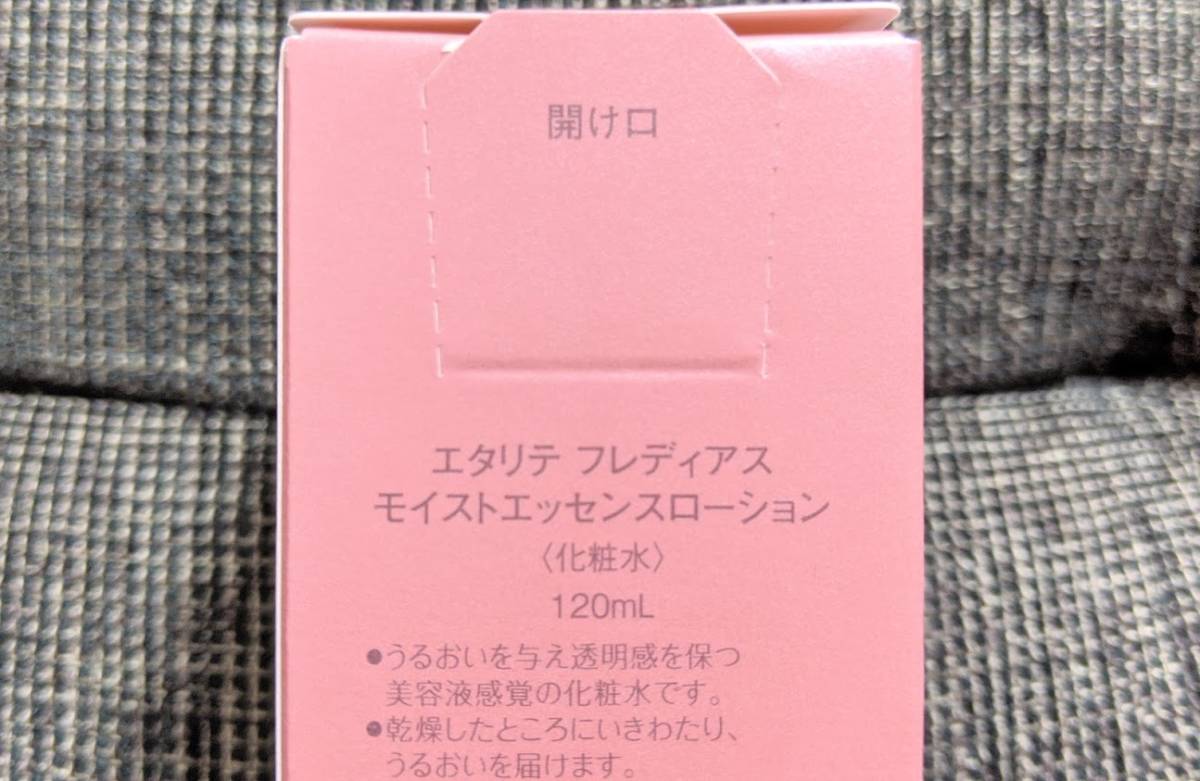 開け口
エタリテ フレディアス
モイストエッセンスローション
〈化粧水〉
120mL
●うるおいを与え透明感を保つ
美容液感覚の化粧水です。
●乾燥したところにいきわたり、
うるおいを届けます。